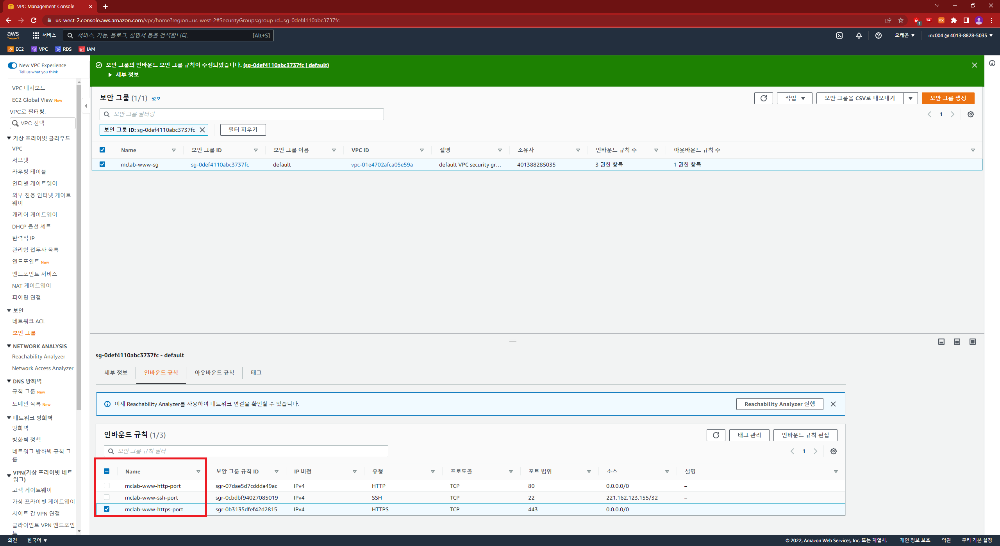 VPC Management Console
us-west-2.console.aws.amazon.com/vpc/home?region=us-west-2#SecurityGroups:group-id=sg-0def4110abc3737fc
1
aws
서비스
서비스, 기능, 블로그, 설명서 등을 검색합니다.
[Alt+S]
오레곤
mc004 @ 4013-8828-5035
EC2
VPC
RDS
IAM
New VPC Experience
Tell us what you think
VPC 대시보드
EC2 Global View New
VPC로 필터링:
VPC 선택
가상 프라이빗 클라우드
VPC
서브넷
라우팅 테이블
인터넷 게이트웨이
외부 전용 인터넷 게이트
웨이
캐리어 게이트웨이
DHCP 옵션 세트
탄력적 IP
관리형 접두사 목록
엔드포인트 New
엔드포인트 서비스
NAT 게이트웨이
피어링 연결
보안
네트워크 ACL
보안 그룹
NETWORK ANALYSIS
Reachability Analyzer
Network Access Analyzer
DNS 방화벽
규칙 그룹 New
도메인 목록 New
네트워크 방화벽
방화벽
방화벽 정책
네트워크 방화벽 규칙 그
룹
VPN(가상 프라이빗 네트
워크)
고객 게이트웨이
가상 프라이빗 게이트웨이
사이트 간 VPN 연결
클라이언트 VPN 엔드포인
트
보안 그룹의 인바운드 보안 그룹 규칙이 수정되었습니다. (sg-0def4110abc3737fc | default)
세부 정보
보안 그룹 (1/1) 정보
작업
보안 그룹을 CSV로 내보내기
보안 그룹 생성
보안 그룹 필터링
1
보안 그룹 ID: sg-0def4110abc3737fc
필터 지우기
Name 보안 그룹 ID 보안 그룹 이름 VPC ID 설명 소유자 인바운드 규칙 수 아웃바운드 규칙 수
mclab-www-sg sg-0def4110abc3737fc default vpc-01e4702afca05e59a default VPC security gr... 401388285035 3 권한 항목 1 권한 항목
sg-0def4110abc3737fc - default
세부 정보
인바운드 규칙
아웃바운드 규칙
태그
이제 Reachability Analyzer를 사용하여 네트워크 연결을 확인할 수 있습니다.
Reachability Analyzer 실행
인바운드 규칙 (1/3)
태그 관리
인바운드 규칙 편집
보안 그룹 규칙 필터
1
Name 보안 그룹 규칙 ID IP 버전 유형 프로토콜 포트 범위 소스 설명
mclab-www-http-port sgr-07dae5d7cddda49ac IPv4 HTTP TCP 80 0.0.0.0/0 –
mclab-www-ssh-port sgr-0cbdbf94027085019 IPv4 SSH TCP 22 221.162.123.155/32 –
mclab-www-https-port sgr-0b3135dfef42d2815 IPv4 HTTPS TCP 443 0.0.0.0/0 –
의견
한국어
© 2022, Amazon Web Services, Inc. 또는 계열사.
개인 정보 보호
약관
쿠키 기본 설정